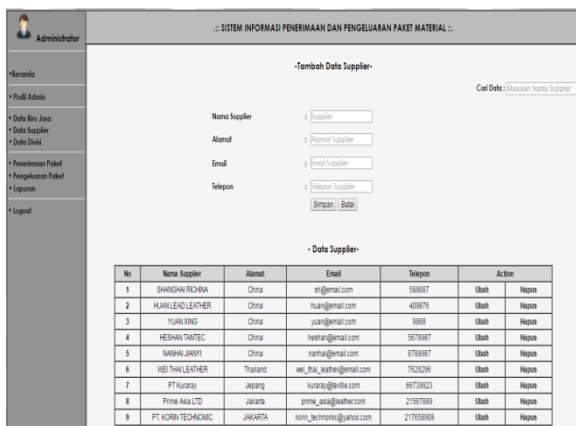 Administrator
.:: SISTEM INFORMASI PENERIMAAN DAN PENGELUARAN PAKET MATERIAL ::.
•Beranda
• Profil Admin
• Data Biro Jasa
• Data Supplier
• Data Divisi
• Penerimaan Paket
• Pengeluaran Paket
• Laporan
• Logout
-Tambah Data Supplier-
Cari Data : Masukan Nama Supplier
Nama Supplier : Supplier
Alamat : Alamat Supplier
Email : Email Supplier
Telepon : Telepon Supplier
Simpan Batal
- Data Supplier-
No Nama Supplier Alamat Email Telepon Action
1 SHANGHAI RICHINA China sri@email.com 588687 Ubah Hapus
2 HUAN LEAD LEATHER China huan@email.com 409876 Ubah Hapus
3 YUAN XING China yuan@email.com 9868 Ubah Hapus
4 HESHAN TANTEC China heshan@email.com 5678987 Ubah Hapus
5 NANHAI JIANYI China nanhai@email.com 6789987 Ubah Hapus
6 WEI THAI LEATHER Thailand wei_thai_leather@email.com 7628296 Ubah Hapus
7 PT Kuraray Jepang kuraray@textile.com 66739923 Ubah Hapus
8 Prime Asia LTD Jakarta prime_asia@leather.com 21567889 Ubah Hapus
9 PT. KORIN TECHNOMIC JAKARTA korin_technomic@yahoo.com 217658909 Ubah Hapus